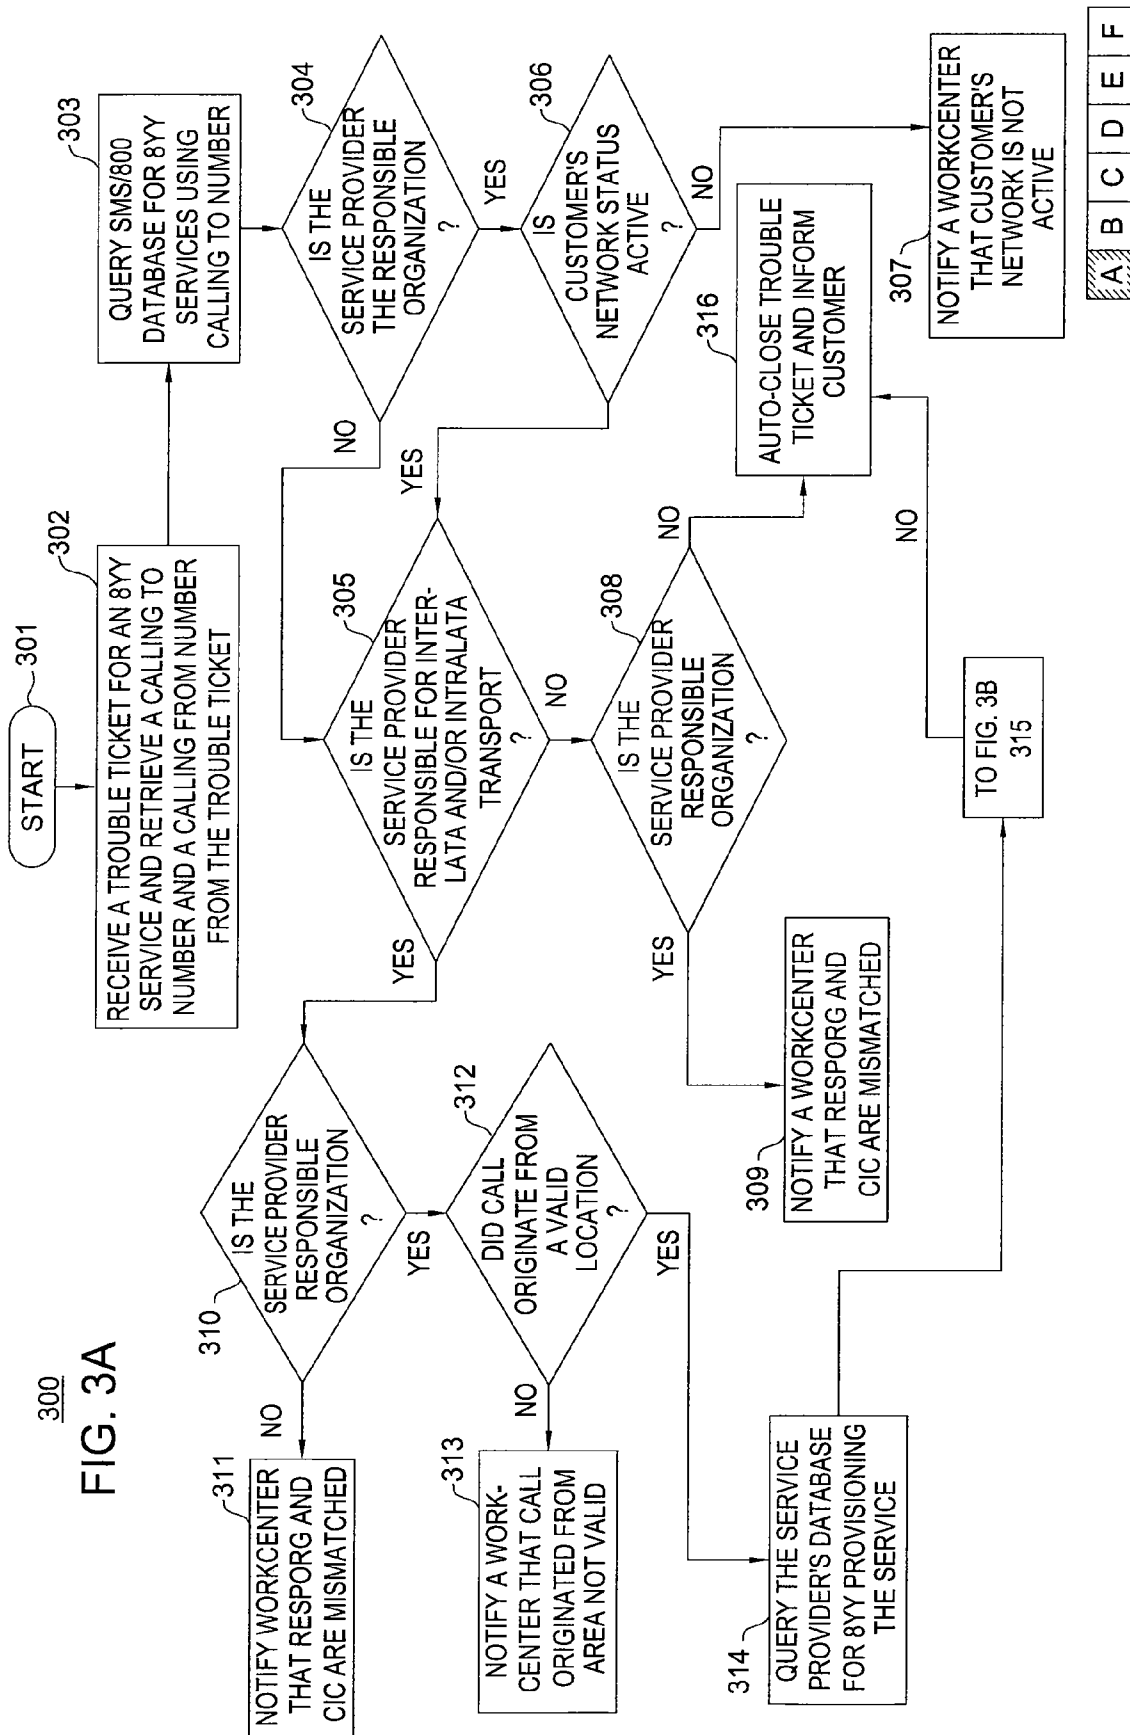 300
FIG. 3A
START
301
RECEIVE A TROUBLE TICKET FOR AN 8YY
SERVICE AND RETRIEVE A CALLING TO
NUMBER AND A CALLING FROM NUMBER
FROM THE TROUBLE TICKET
302
QUERY SMS/800
DATABASE FOR 8YY
SERVICES USING
CALLING TO NUMBER
303
IS THE
SERVICE PROVIDER
THE RESPONSIBLE
ORGANIZATION
?
304
NO
YES
IS
CUSTOMER'S
NETWORK STATUS
ACTIVE
?
306
YES
NO
NOTIFY A WORKCENTER
THAT CUSTOMER'S
NETWORK IS NOT
ACTIVE
307
IS THE
SERVICE PROVIDER
RESPONSIBLE FOR INTER-
LATA AND/OR INTRALATA
TRANSPORT
?
305
YES
NO
IS THE
SERVICE PROVIDER
RESPONSIBLE
ORGANIZATION
?
308
YES
NO
NOTIFY A WORKCENTER
THAT RESPORG AND
CIC ARE MISMATCHED
309
AUTO-CLOSE TROUBLE
TICKET AND INFORM
CUSTOMER
316
IS THE
SERVICE PROVIDER
RESPONSIBLE
ORGANIZATION
?
310
NO
YES
NOTIFY WORKCENTER
THAT RESPORG AND
CIC ARE MISMATCHED
311
DID CALL
ORIGINATE FROM
A VALID
LOCATION
?
312
NO
YES
NOTIFY A WORK-
CENTER THAT CALL
ORIGINATED FROM
AREA NOT VALID
313
QUERY THE SERVICE
PROVIDER'S DATABASE
FOR 8YY PROVISIONING
THE SERVICE
314
TO FIG. 3B
315
NO
A B C D E F